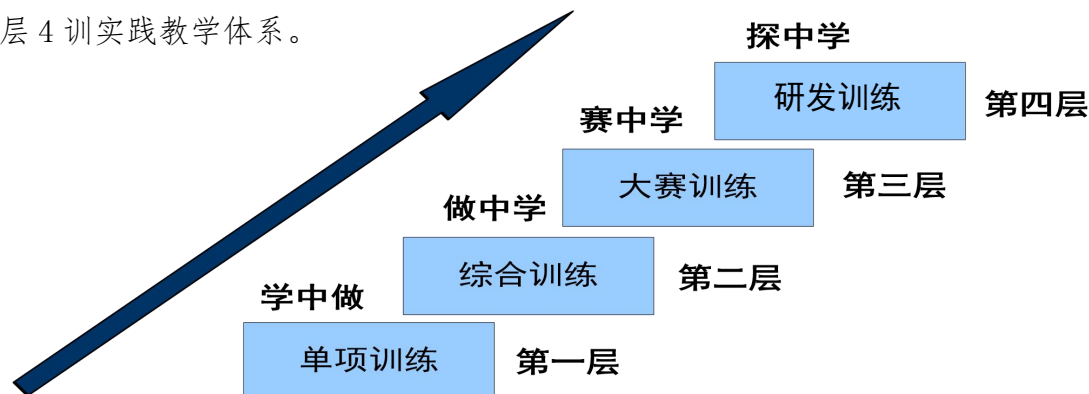 层 4 训实践教学体系。
探中学
研发训练 第四层
赛中学
大赛训练 第三层
做中学
综合训练 第二层
学中做
单项训练 第一层